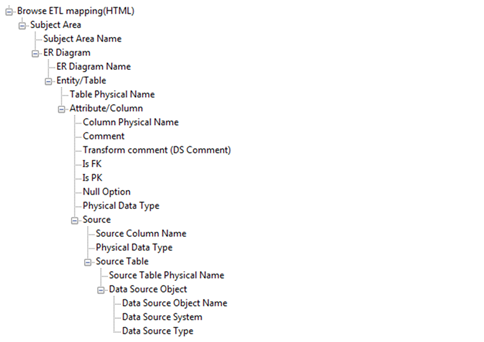 Browse ETL mapping(HTML)
Subject Area
Subject Area Name
ER Diagram
ER Diagram Name
Entity/Table
Table Physical Name
Attribute/Column
Column Physical Name
Comment
Transform comment (DS Comment)
Is FK
Is PK
Null Option
Physical Data Type
Source
Source Column Name
Physical Data Type
Source Table
Source Table Physical Name
Data Source Object
Data Source Object Name
Data Source System
Data Source Type